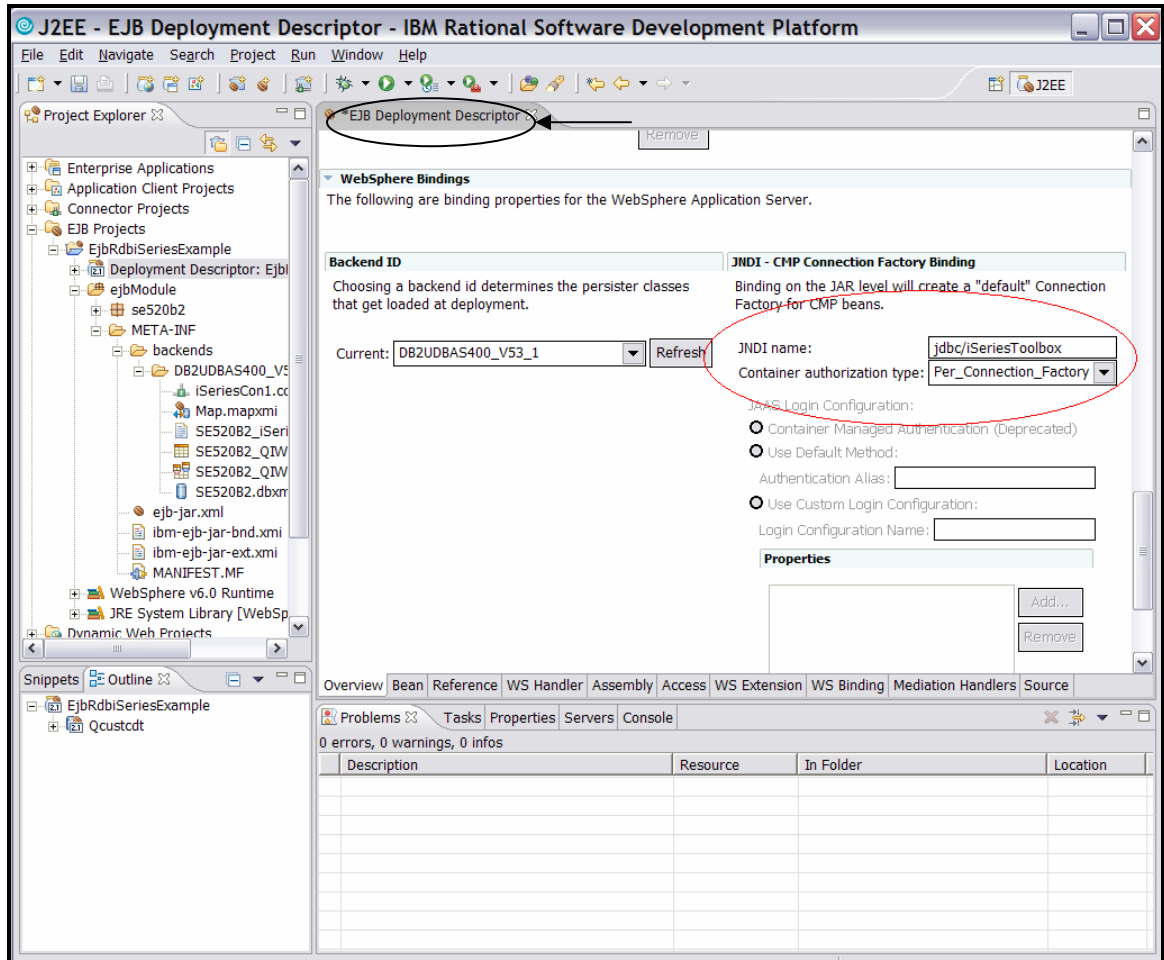 J2EE - EJB Deployment Descriptor - IBM Rational Software Development Platform
File Edit Navigate Search Project Run Window Help
J2EE
Project Explorer
*EJB Deployment Descriptor
Remove
Enterprise Applications
Application Client Projects
Connector Projects
EJB Projects
EjbRdbiSeriesExample
Deployment Descriptor: EjbI
ejbModule
se520b2
META-INF
backends
DB2UDBAS400_V5
iSeriesCon1.co
Map.mapxmi
SE520B2_iSeri
SE520B2_QIW
SE520B2_QIW
SE520B2.dbxm
ejb-jar.xml
ibm-ejb-jar-bnd.xmi
ibm-ejb-jar-ext.xmi
MANIFEST.MF
WebSphere v6.0 Runtime
JRE System Library [WebSp
Dynamic Web Projects
WebSphere Bindings
The following are binding properties for the WebSphere Application Server.
Backend ID
Choosing a backend id determines the persister classes
that get loaded at deployment.
Current: DB2UDBAS400_V53_1 Refresh
JNDI - CMP Connection Factory Binding
Binding on the JAR level will create a "default" Connection
Factory for CMP beans.
JNDI name: jdbc/iSeriesToolbox
Container authorization type: Per_Connection_Factory
JAAS Login Configuration:
Container Managed Authentication (Deprecated)
Use Default Method:
Authentication Alias:
Use Custom Login Configuration:
Login Configuration Name:
Properties
Add...
Remove
Overview Bean Reference WS Handler Assembly Access WS Extension WS Binding Mediation Handlers Source
Snippets Outline
EjbRdbiSeriesExample
Qcustcdt
Problems Tasks Properties Servers Console
0 errors, 0 warnings, 0 infos
Description Resource In Folder Location